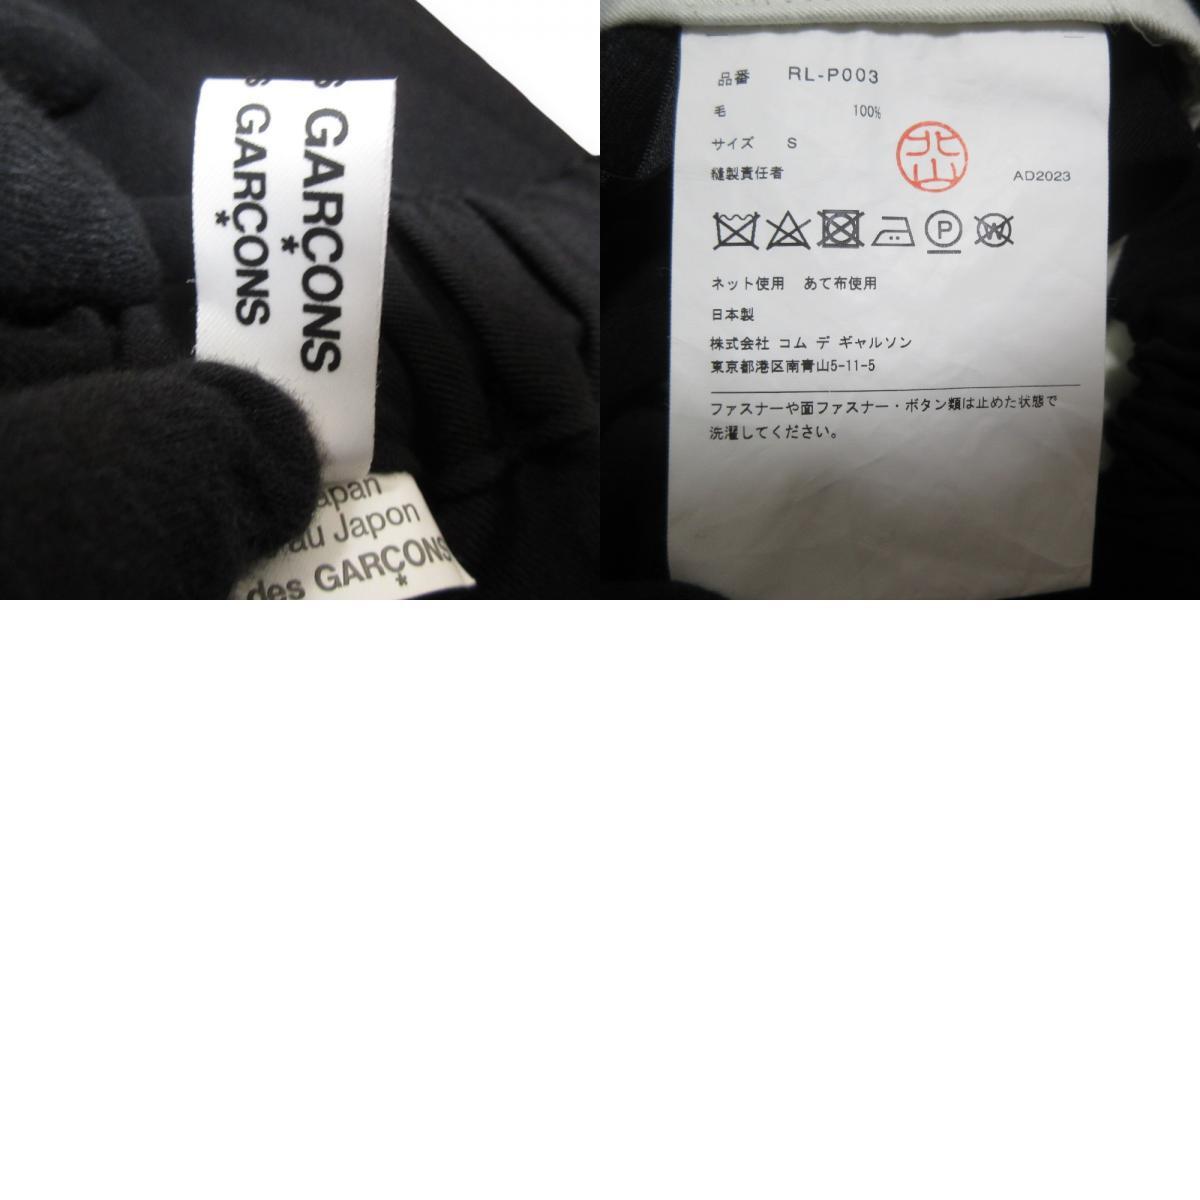 GARÇONS
GARÇONS
au Japon
des GARÇONS
品番 RL-P003
毛 100%
サイズ S
縫製責任者
北山
AD2023
P
W
ネット使用 あて布使用
日本製
株式会社 コム デ ギャルソン
東京都港区南青山5-11-5
ファスナーや面ファスナー・ボタン類は止めた状態で
洗濯してください。